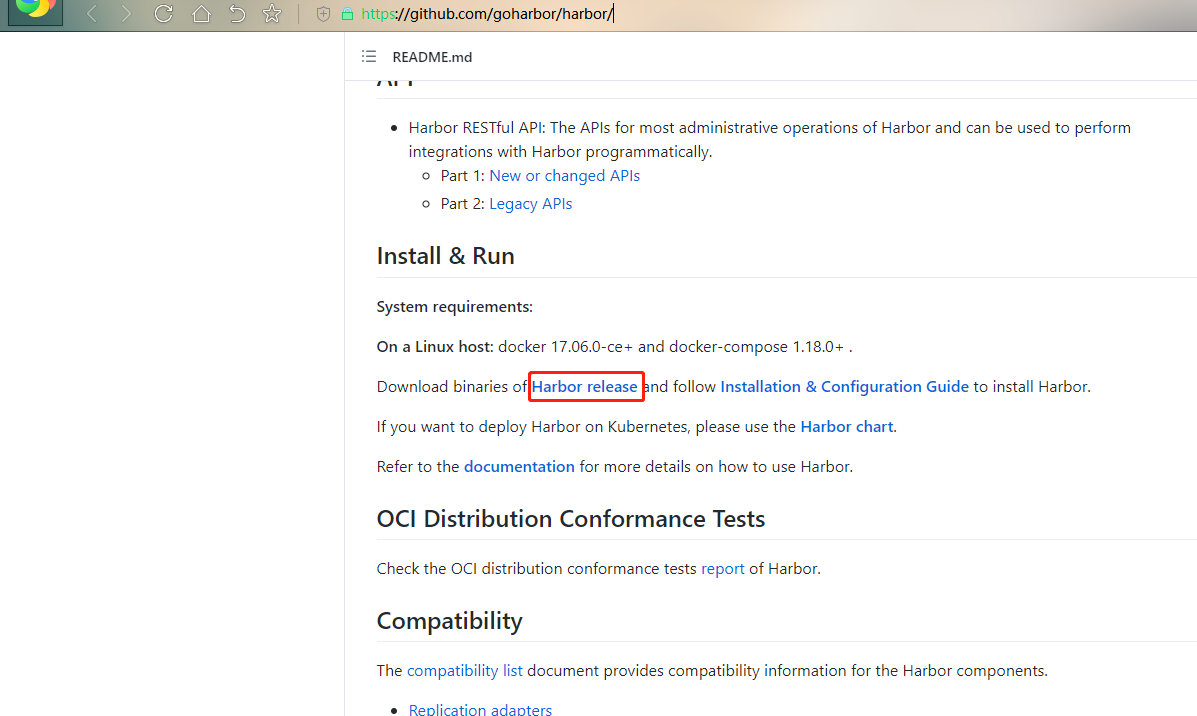 https://github.com/goharbor/harbor/
README.md
API
Harbor RESTful API: The APIs for most administrative operations of Harbor and can be used to perform
integrations with Harbor programmatically.
Part 1: New or changed APIs
Part 2: Legacy APIs
Install & Run
System requirements:
On a Linux host: docker 17.06.0-ce+ and docker-compose 1.18.0+ .
Download binaries of Harbor release and follow Installation & Configuration Guide to install Harbor.
If you want to deploy Harbor on Kubernetes, please use the Harbor chart.
Refer to the documentation for more details on how to use Harbor.
OCI Distribution Conformance Tests
Check the OCI distribution conformance tests report of Harbor.
Compatibility
The compatibility list document provides compatibility information for the Harbor components.
Replication adapters